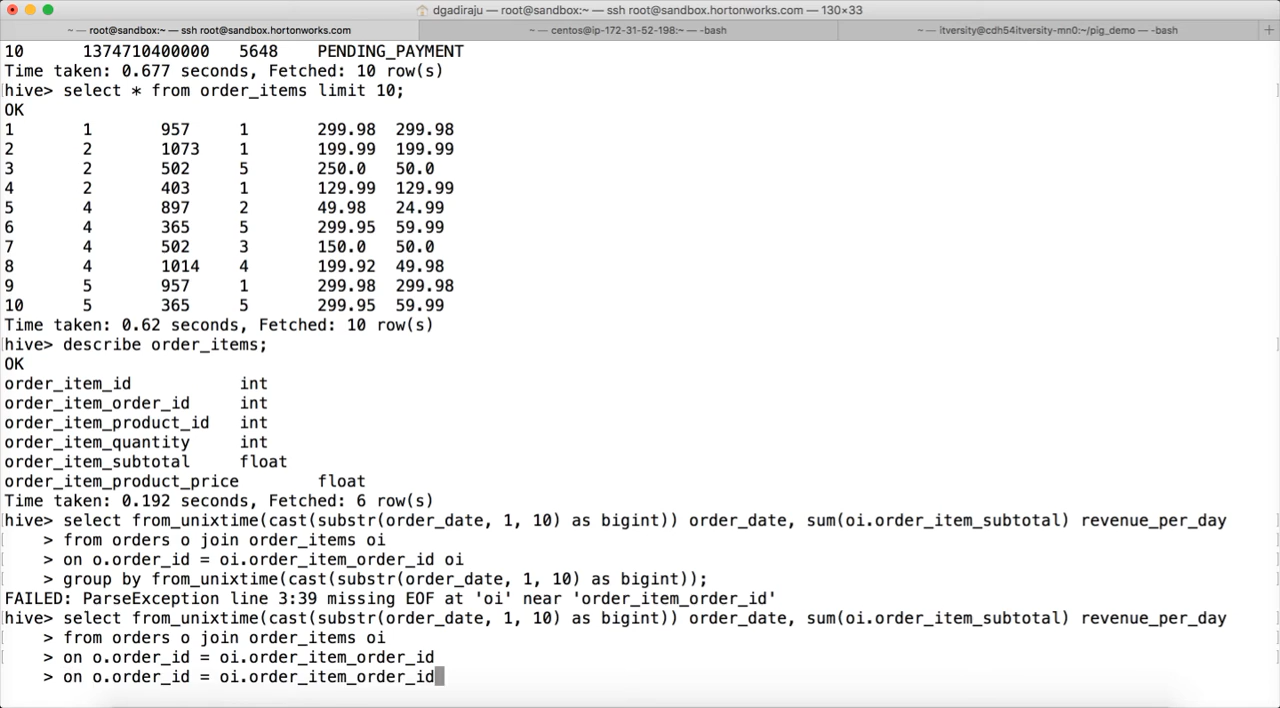 dgadiraju — root@sandbox:~ — ssh root@sandbox.hortonworks.com — 130×33
~ — root@sandbox:~ — ssh root@sandbox.hortonworks.com
~ — centos@ip-172-31-52-198:~ — -bash
~ — itversity@cdh54itversity-mn0:~/pig_demo — -bash
+
10 1374710400000 5648 PENDING_PAYMENT
Time taken: 0.677 seconds, Fetched: 10 row(s)
hive> select * from order_items limit 10;
OK
1 1 957 1 299.98 299.98
2 2 1073 1 199.99 199.99
3 2 502 5 250.0 50.0
4 2 403 1 129.99 129.99
5 4 897 2 49.98 24.99
6 4 365 5 299.95 59.99
7 4 502 3 150.0 50.0
8 4 1014 4 199.92 49.98
9 5 957 1 299.98 299.98
10 5 365 5 299.95 59.99
Time taken: 0.62 seconds, Fetched: 10 row(s)
hive> describe order_items;
OK
order_item_id int
order_item_order_id int
order_item_product_id int
order_item_quantity int
order_item_subtotal float
order_item_product_price float
Time taken: 0.192 seconds, Fetched: 6 row(s)
hive> select from_unixtime(cast(substr(order_date, 1, 10) as bigint)) order_date, sum(oi.order_item_subtotal) revenue_per_day
> from orders o join order_items oi
> on o.order_id = oi.order_item_order_id oi
> group by from_unixtime(cast(substr(order_date, 1, 10) as bigint));
FAILED: ParseException line 3:39 missing EOF at 'oi' near 'order_item_order_id'
hive> select from_unixtime(cast(substr(order_date, 1, 10) as bigint)) order_date, sum(oi.order_item_subtotal) revenue_per_day
> from orders o join order_items oi
> on o.order_id = oi.order_item_order_id
> on o.order_id = oi.order_item_order_id